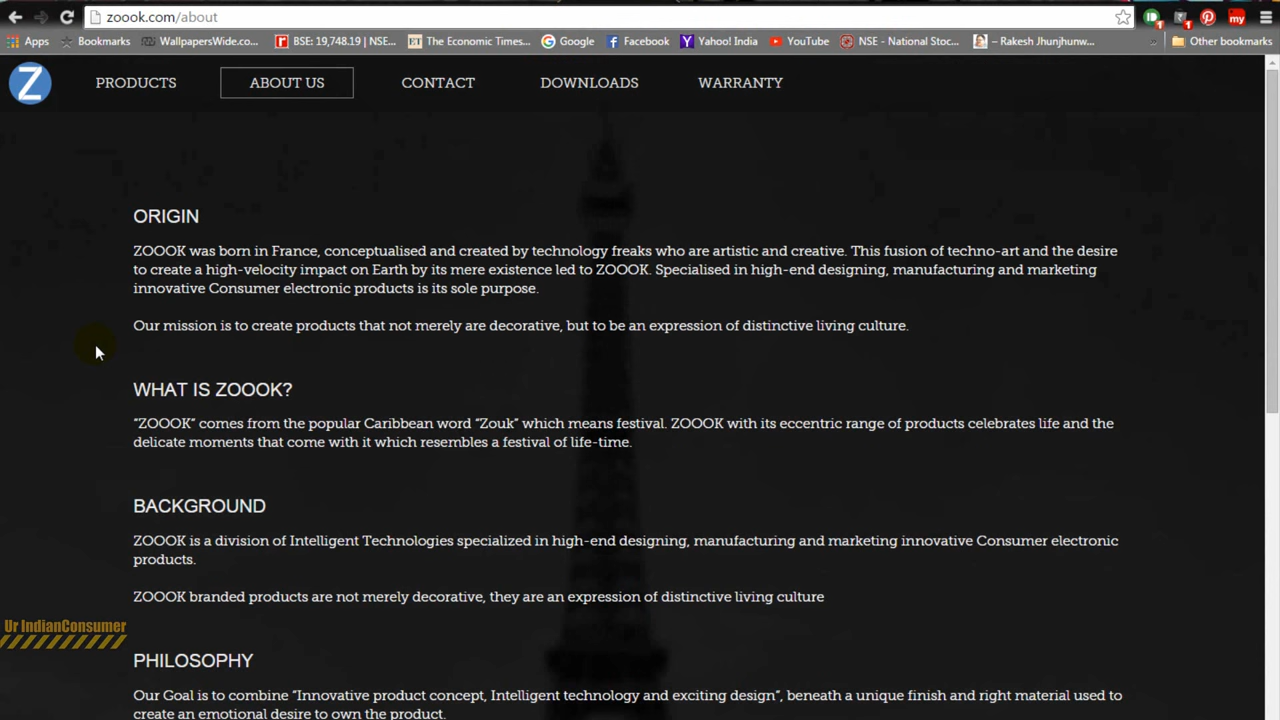 zoook.com/about
Apps Bookmarks WallpapersWide.co... BSE: 19,748.19 | NSE... ET The Economic Times... Google Facebook Yahoo! India YouTube NSE - National Stoc... – Rakesh Jhunjhunw... » Other bookmarks
Z PRODUCTS ABOUT US CONTACT DOWNLOADS WARRANTY
ORIGIN
ZOOOK was born in France, conceptualised and created by technology freaks who are artistic and creative. This fusion of techno-art and the desire
to create a high-velocity impact on Earth by its mere existence led to ZOOOK. Specialised in high-end designing, manufacturing and marketing
innovative Consumer electronic products is its sole purpose.
Our mission is to create products that not merely are decorative, but to be an expression of distinctive living culture.
WHAT IS ZOOOK?
“ZOOOK” comes from the popular Caribbean word “Zouk” which means festival. ZOOOK with its eccentric range of products celebrates life and the
delicate moments that come with it which resembles a festival of life-time.
BACKGROUND
ZOOOK is a division of Intelligent Technologies specialized in high-end designing, manufacturing and marketing innovative Consumer electronic
products.
ZOOOK branded products are not merely decorative, they are an expression of distinctive living culture
Ur IndianConsumer
PHILOSOPHY
Our Goal is to combine “Innovative product concept, Intelligent technology and exciting design”, beneath a unique finish and right material used to
create an emotional desire to own the product.